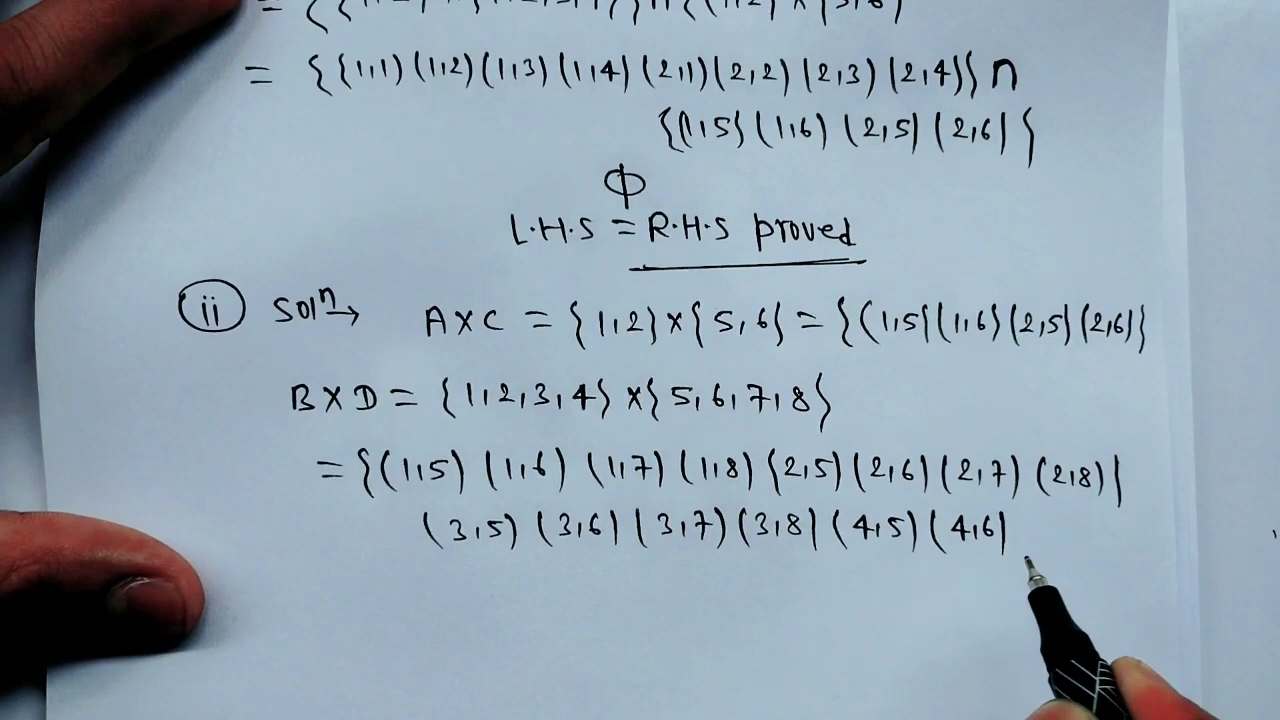 = {(1,1) (1,2) (1,3) (1,4) (2,1) (2,2) (2,3) (2,4)} ∩
{(1,5) (1,6) (2,5) (2,6)}
Φ
L.H.S = R.H.S proved
(ii) Solⁿ→ A×C = {1,2}×{5,6} = {(1,5)(1,6)(2,5)(2,6)}
B×D = {1,2,3,4} ×{5,6,7,8}
= {(1,5) (1,6) (1,7) (1,8) (2,5) (2,6) (2,7) (2,8)
(3,5) (3,6) (3,7) (3,8) (4,5) (4,6)